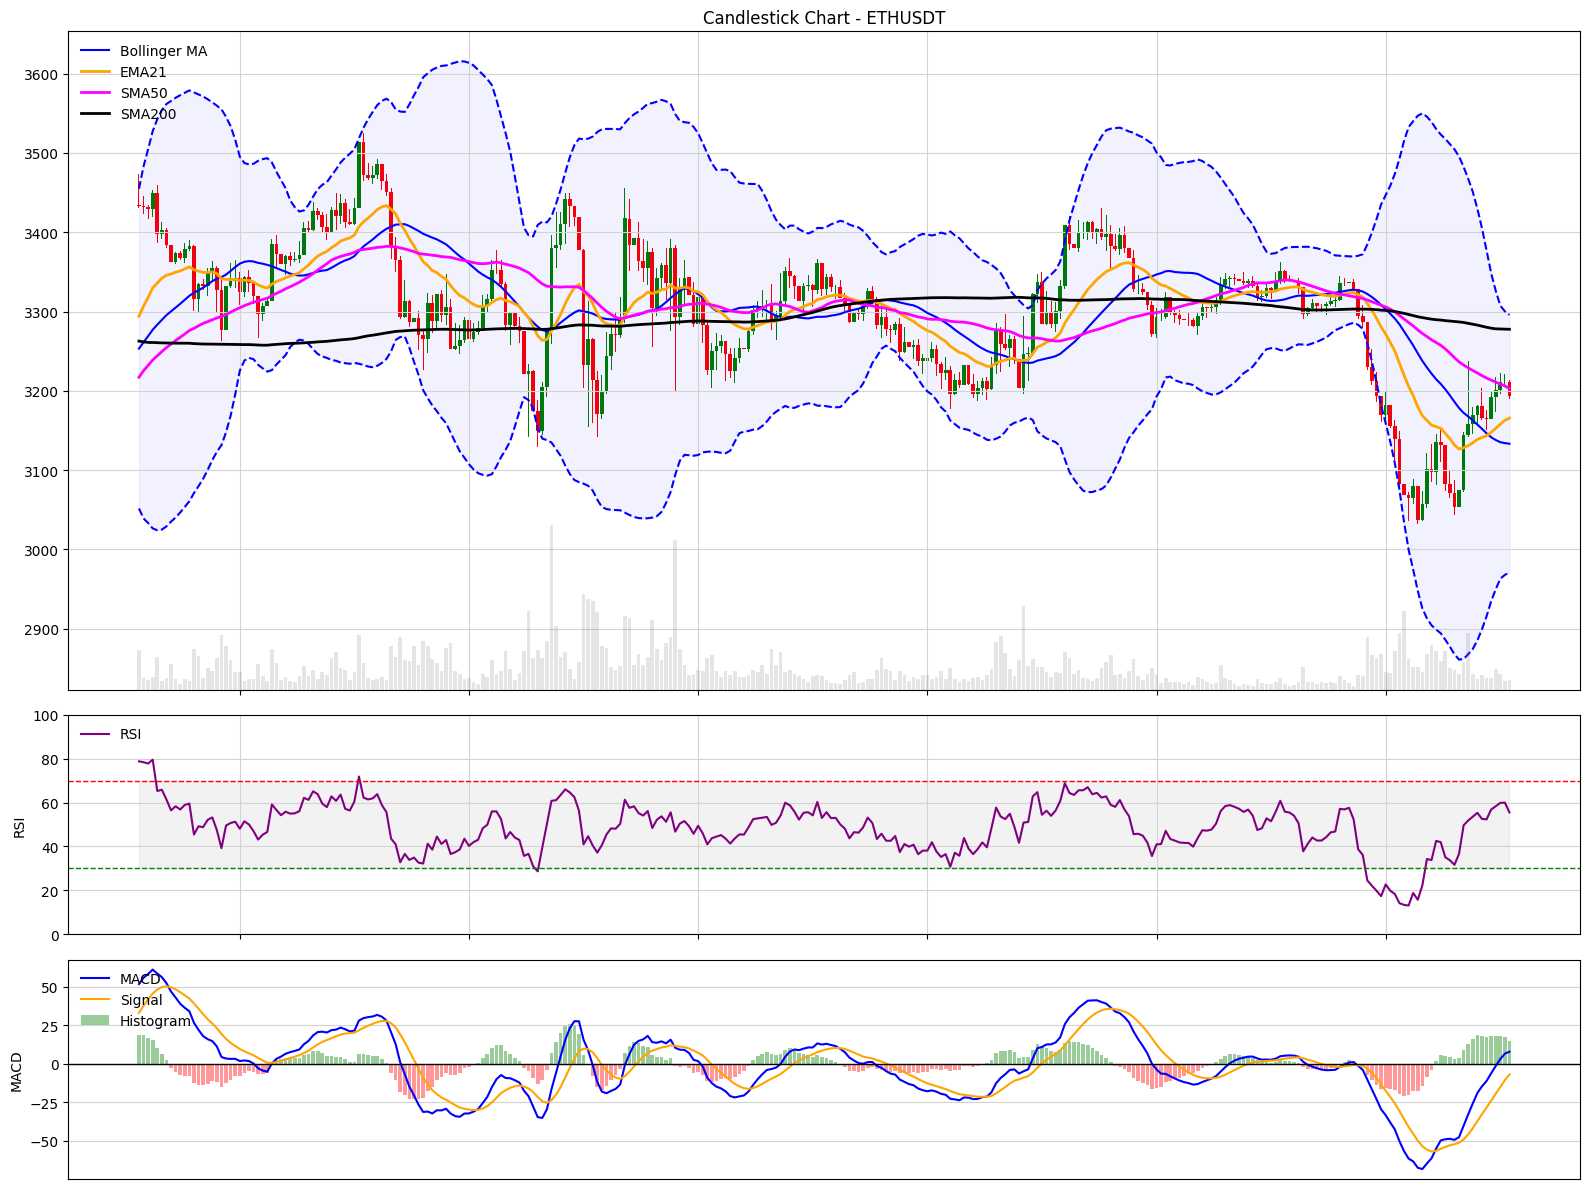 Candlestick Chart - ETHUSDT
Bollinger MA
EMA21
SMA50
SMA200
3600
3500
3400
3300
3200
3100
3000
2900
RSI
100
80
60
40
20
0
RSI
MACD
Signal
Histogram
50
25
0
−25
−50
MACD